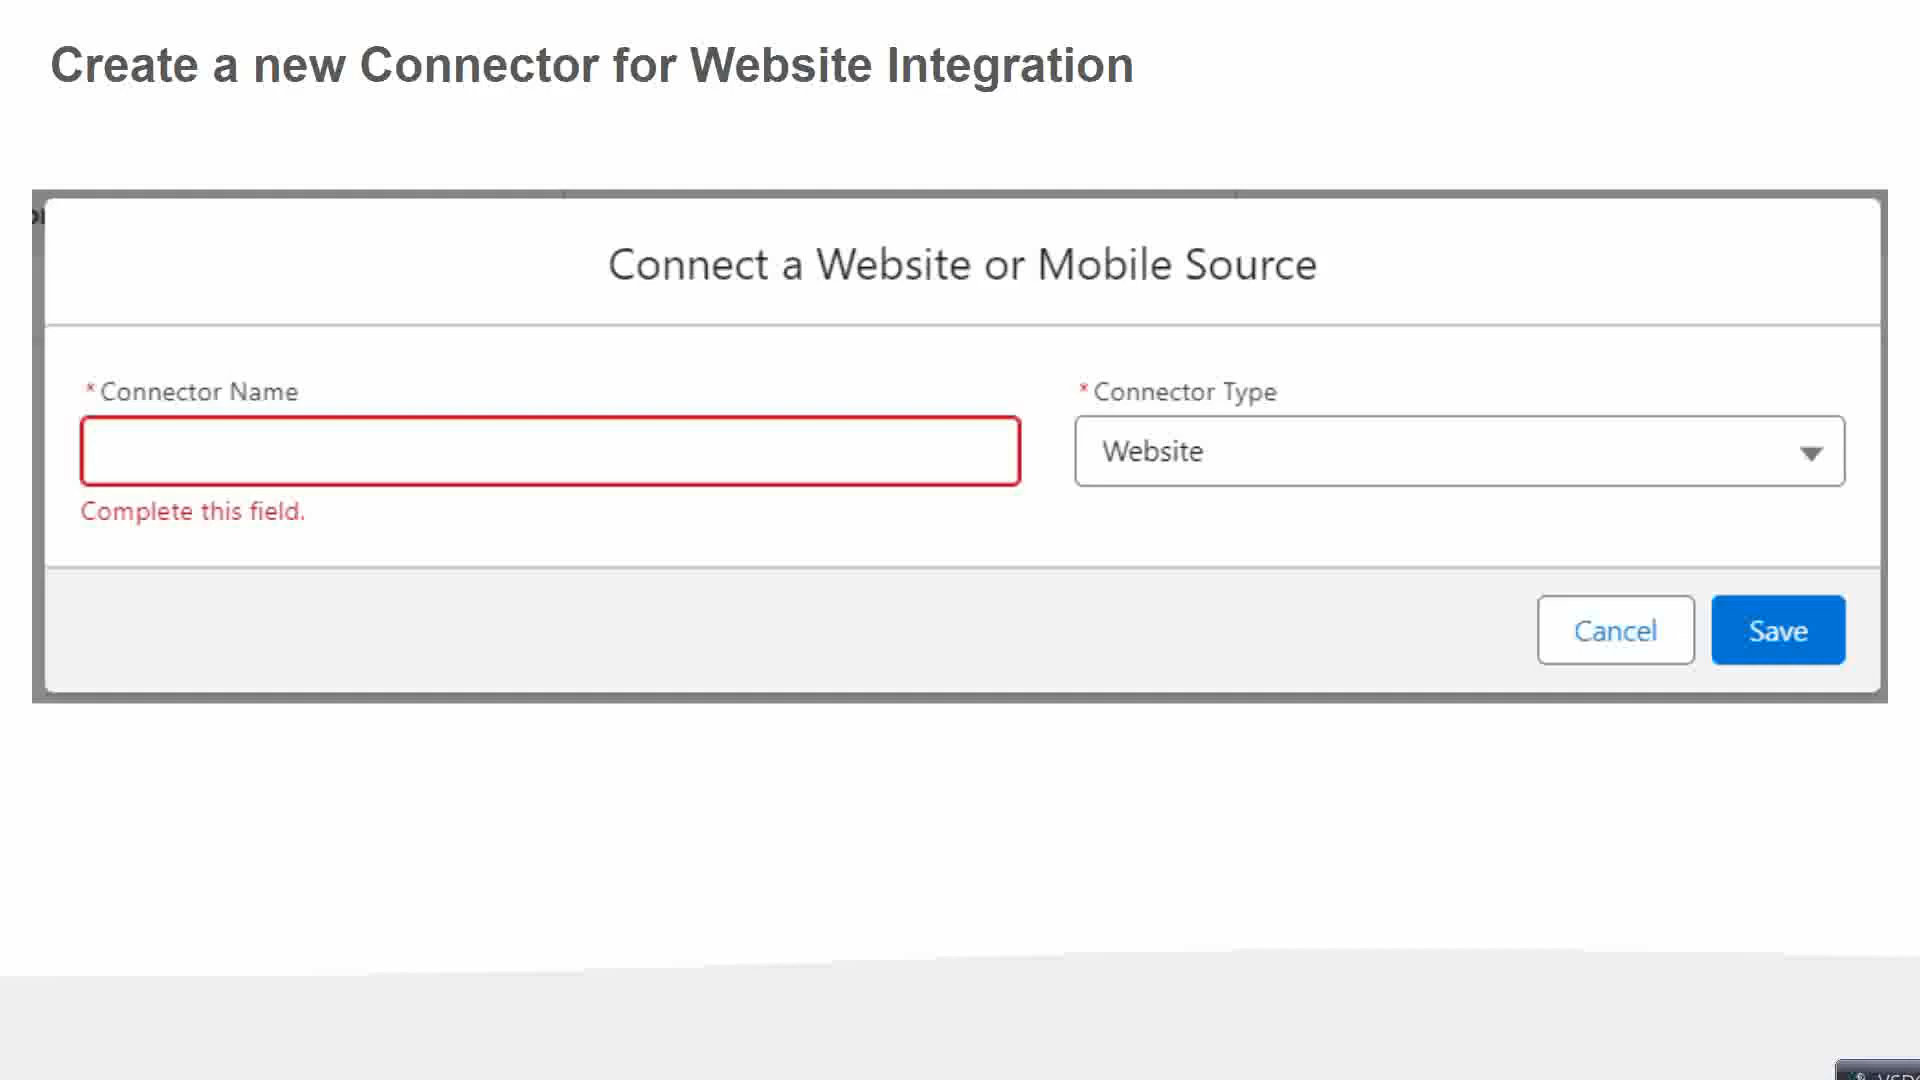 Create a new Connector for Website Integration
Connect a Website or Mobile Source
* Connector Name
* Connector Type
Website
Complete this field.
Cancel
Save